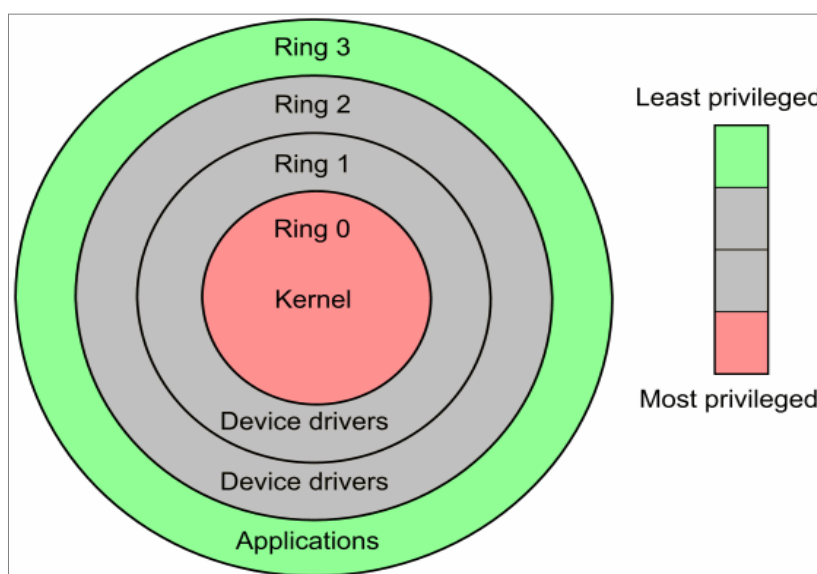 Ring 3
Ring 2
Ring 1
Ring 0
Kernel
Device drivers
Device drivers
Applications
Least privileged
Most privileged